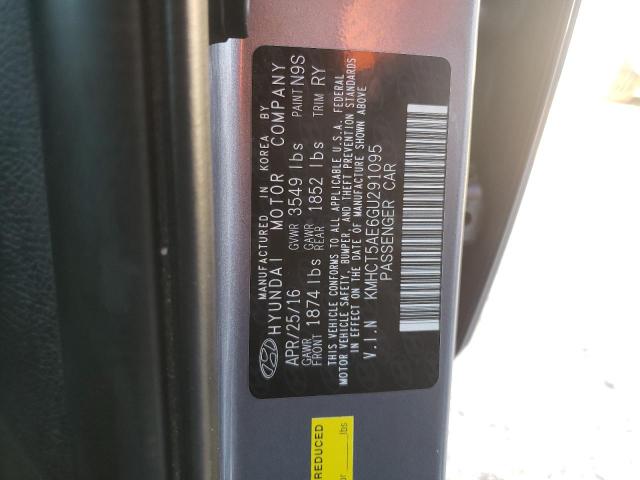 MANUFACTURED IN KOREA BY
HYUNDAI MOTOR COMPANY
APR/25/16 GVWR 3549 lbs PAINT N9S
GAWR FRONT 1874 lbs GAWR REAR 1852 lbs TRIM RY
THIS VEHICLE CONFORMS TO ALL APPLICABLE U.S.A. FEDERAL
MOTOR VEHICLE SAFETY, BUMPER, AND THEFT PREVENTION STANDARDS
IN EFFECT ON THE DATE OF MANUFACTURE SHOWN ABOVE
V.I.N KMHCT5AE6GU291095
PASSENGER CAR
REDUCED
lbs